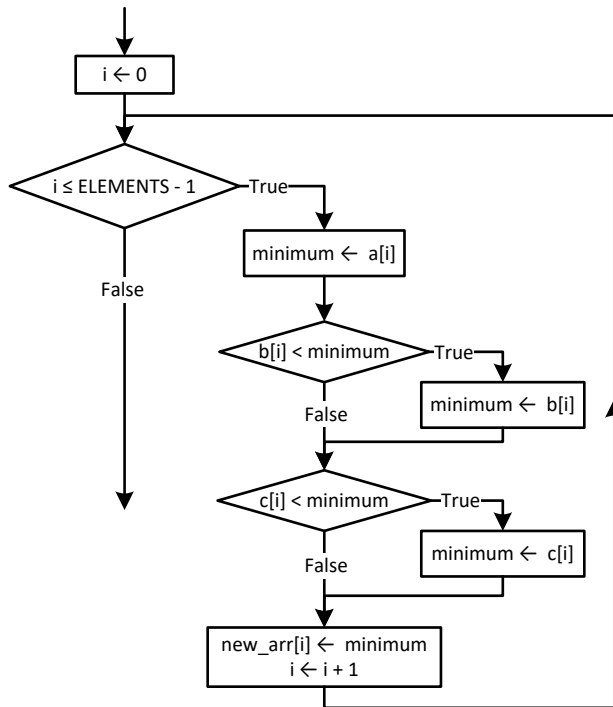 i ← 0
i ≤ ELEMENTS - 1
True
minimum ← a[i]
False
b[i] < minimum
True
minimum ← b[i]
False
c[i] < minimum
True
minimum ← c[i]
False
new_arr[i] ← minimum
i ← i + 1